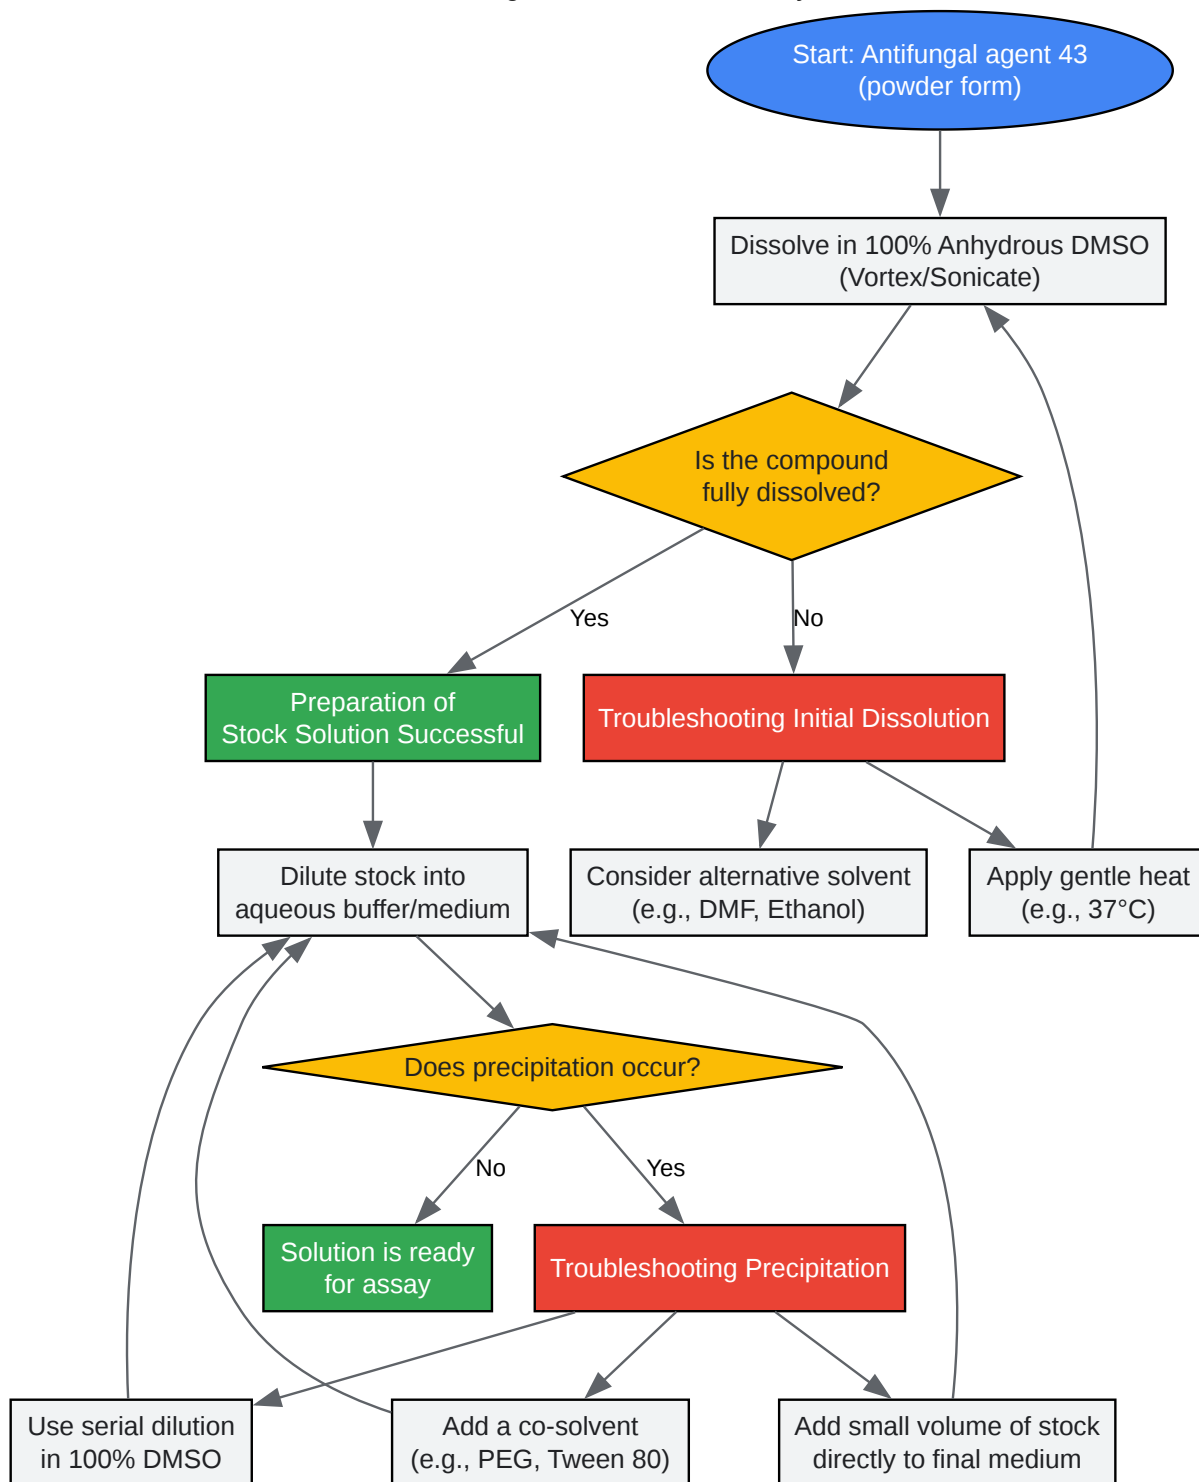 Start: Antifungal agent 43
(powder form)
Dissolve in 100% Anhydrous DMSO
(Vortex/Sonicate)
Is the compound
fully dissolved?
Yes
No
Preparation of
Stock Solution Successful
Troubleshooting Initial Dissolution
Dilute stock into
aqueous buffer/medium
Consider alternative solvent
(e.g., DMF, Ethanol)
Apply gentle heat
(e.g., 37°C)
Does precipitation occur?
No
Yes
Solution is ready
for assay
Troubleshooting Precipitation
Use serial dilution
in 100% DMSO
Add a co-solvent
(e.g., PEG, Tween 80)
Add small volume of stock
directly to final medium